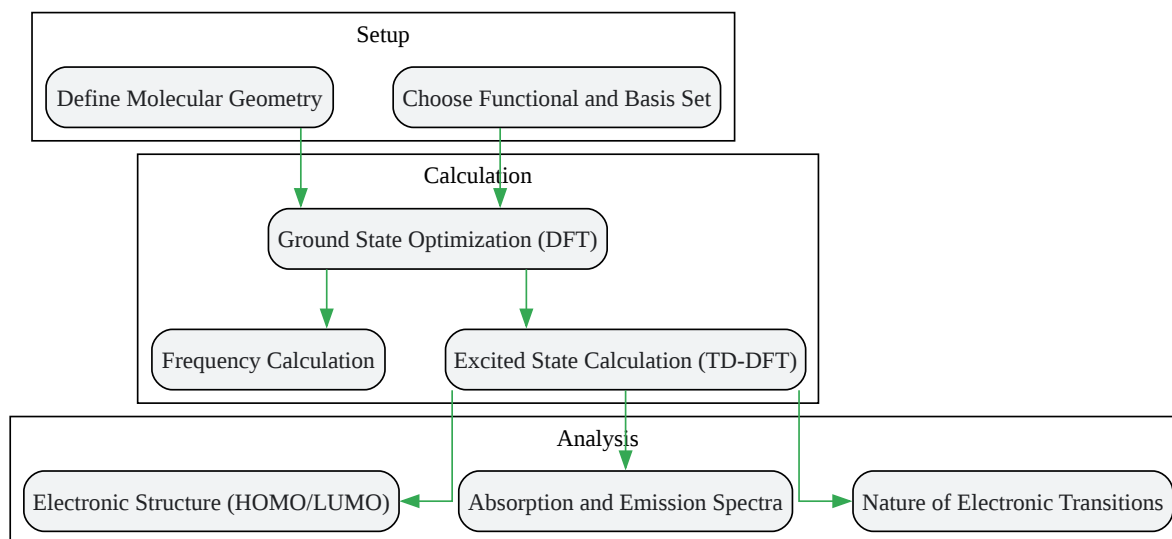 Setup
Define Molecular Geometry
Choose Functional and Basis Set
Calculation
Ground State Optimization (DFT)
Frequency Calculation
Excited State Calculation (TD-DFT)
Analysis
Electronic Structure (HOMO/LUMO)
Absorption and Emission Spectra
Nature of Electronic Transitions